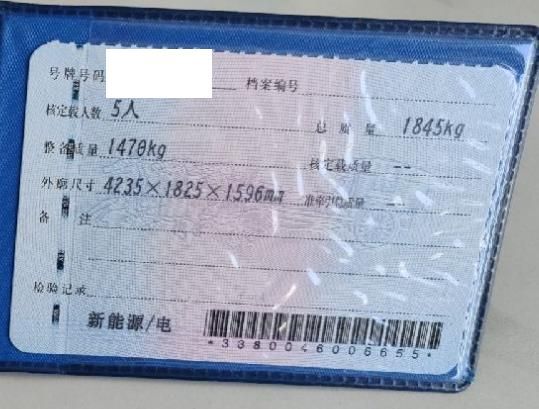 号牌号码 档案编号
核定载人数 5人 总质量 1845kg
整备质量 1470kg 核定载质量 --
外廓尺寸 4235×1825×1596mm 准牵引总质量 --
备注
检验记录
新能源/电
*3380046006655*